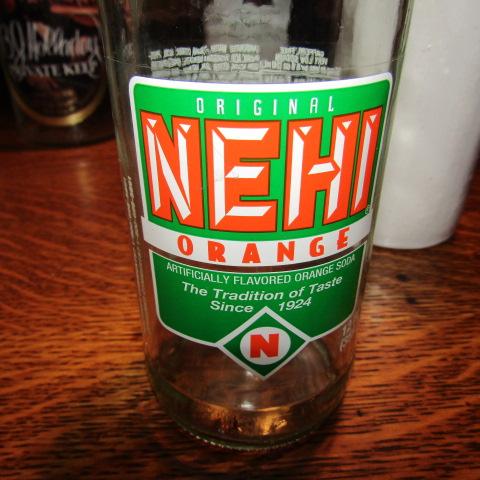 ORIGINAL
NEHI
ORANGE
ARTIFICIALLY FLAVORED ORANGE SODA
The Tradition of Taste
Since 1924
N